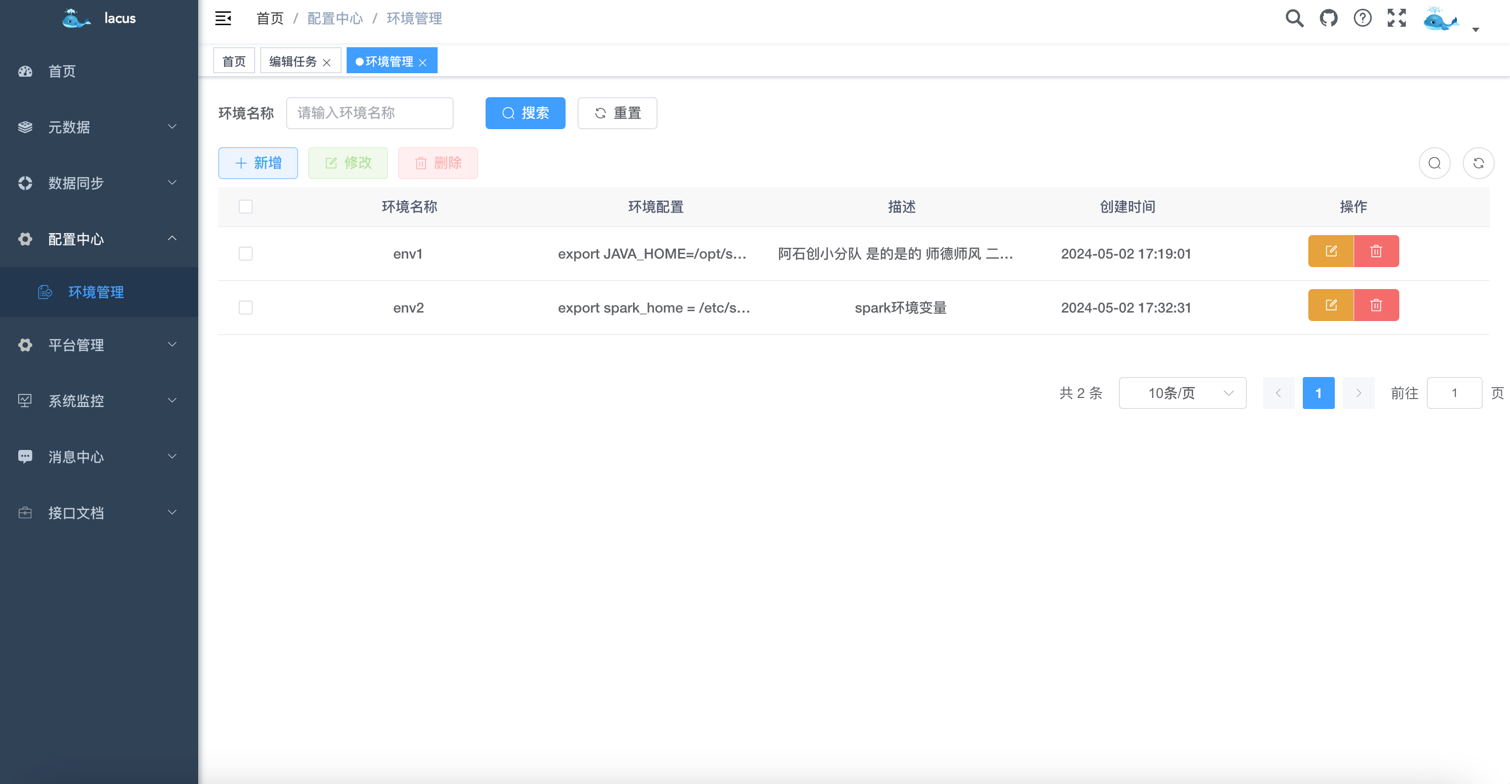 lacus
首页
元数据
数据同步
配置中心
环境管理
平台管理
系统监控
消息中心
接口文档
首页 / 配置中心 / 环境管理
首页 编辑任务 环境管理
环境名称 请输入环境名称 搜索 重置
新增 修改 删除
环境名称 环境配置 描述 创建时间 操作
env1 export JAVA_HOME=/opt/s... 阿石创小分队 是的是的 师德师风 二... 2024-05-02 17:19:01
env2 export spark_home = /etc/s... spark环境变量 2024-05-02 17:32:31
共 2 条 10条/页 1 前往 1 页